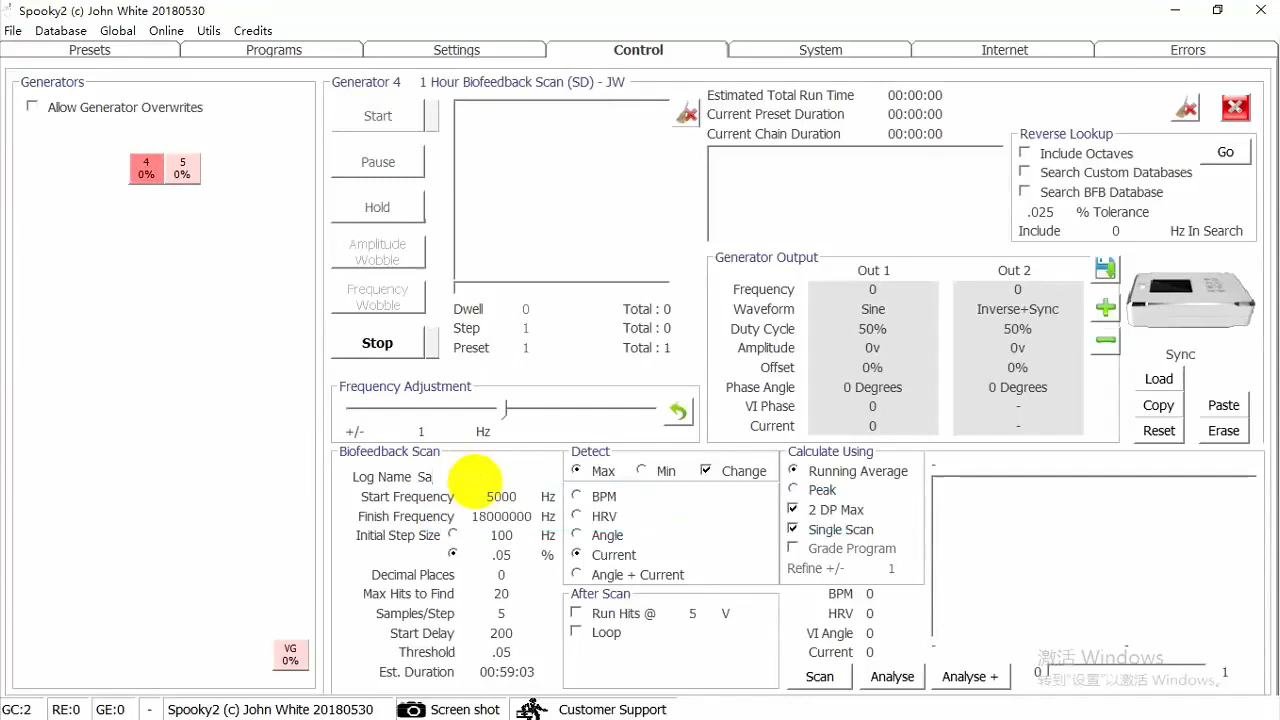 Spooky2 (c) John White 20180530
File Database Global Online Utils Credits
Presets Programs Settings Control System Internet Errors
Generators
Allow Generator Overwrites
4 5
0% 0%
VG
0%
Generator 4 1 Hour Biofeedback Scan (SD) - JW
Start
Pause
Hold
Amplitude
Wobble
Frequency
Wobble
Stop
Dwell 0 Total : 0
Step 1 Total : 0
Preset 1 Total : 1
Estimated Total Run Time 00:00:00
Current Preset Duration 00:00:00
Current Chain Duration 00:00:00
Reverse Lookup
Include Octaves Go
Search Custom Databases
Search BFB Database
.025 % Tolerance
Include 0 Hz In Search
Generator Output
Out 1 Out 2
Frequency 0 0
Waveform Sine Inverse+Sync
Duty Cycle 50% 50%
Amplitude 0v 0v
Offset 0% 0%
Phase Angle 0 Degrees 0 Degrees
VI Phase 0 -
Current 0 -
Sync
Load
Copy Paste
Reset Erase
Frequency Adjustment
+/- 1 Hz
Biofeedback Scan
Log Name Sa
Start Frequency 5000 Hz
Finish Frequency 18000000 Hz
Initial Step Size 100 Hz
.05 %
Decimal Places 0
Max Hits to Find 20
Samples/Step 5
Start Delay 200
Threshold .05
Est. Duration 00:59:03
Detect
Max Min Change
BPM
HRV
Angle
Current
Angle + Current
After Scan
Run Hits @ 5 V
Loop
Calculate Using
Running Average
Peak
2 DP Max
Single Scan
Grade Program
Refine +/- 1
BPM 0
HRV 0
VI Angle 0
Current 0
Scan Analyse Analyse +
-
- -
0 1
激活 Windows
转到"设置"以激活 Windows。
GC:2 RE:0 GE:0 - Spooky2 (c) John White 20180530 Screen shot Customer Support